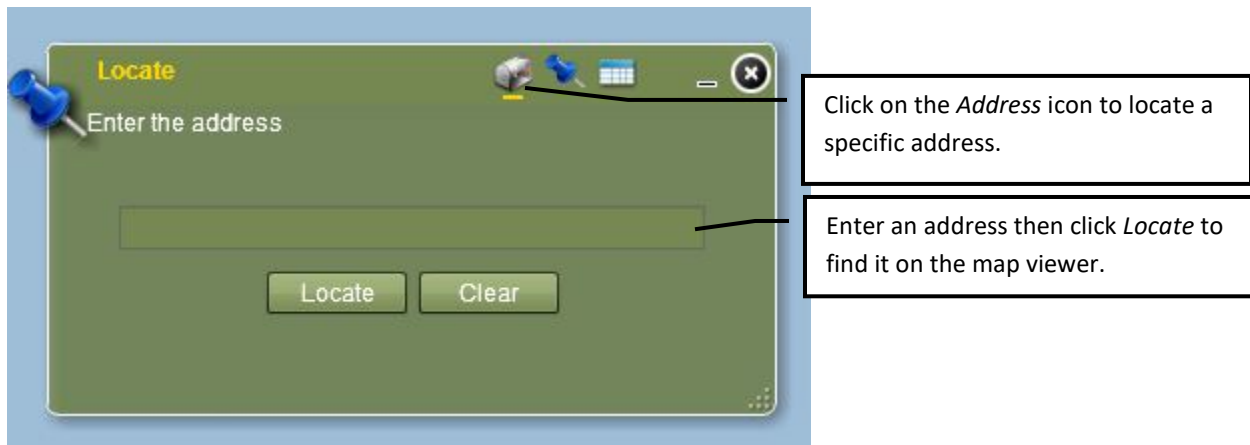 Locate
Enter the address
Locate Clear
Click on the Address icon to locate a
specific address.
Enter an address then click Locate to
find it on the map viewer.